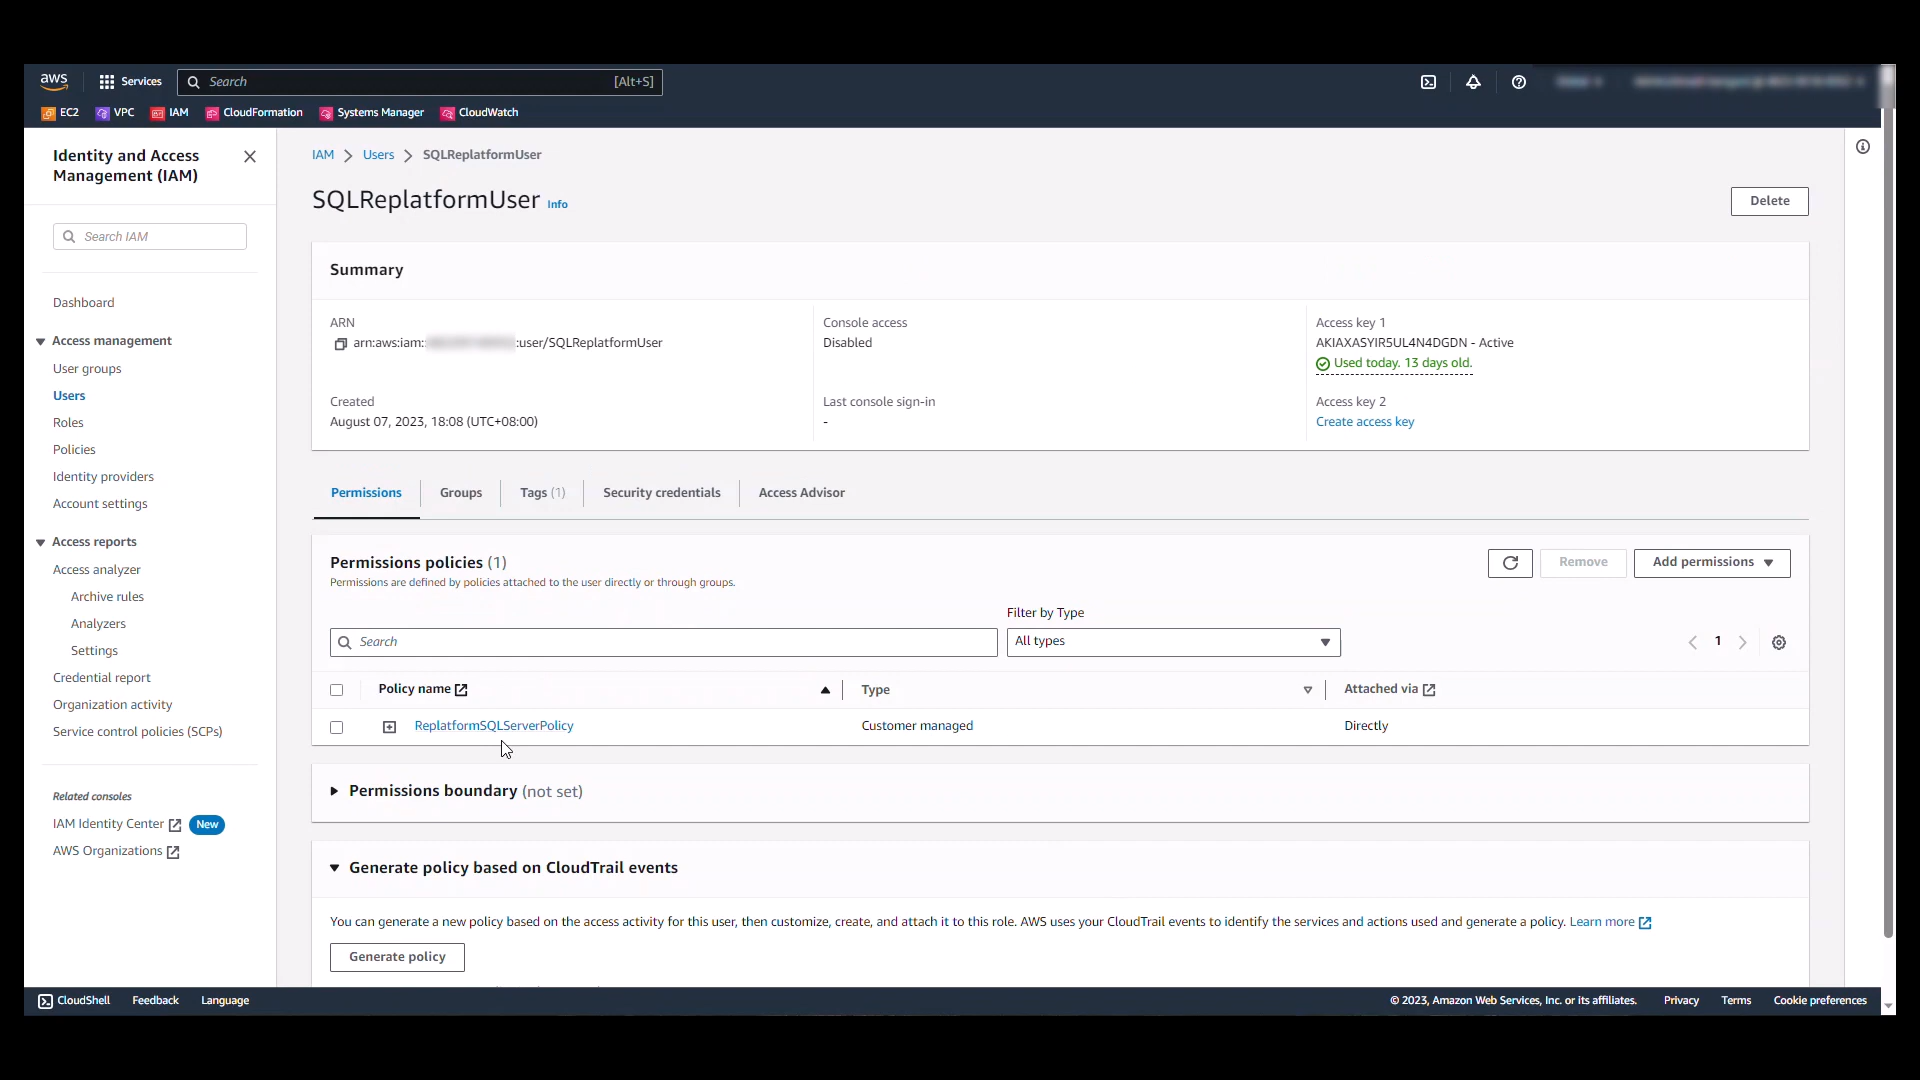 aws
Services
Search
[Alt+S]
EC2
VPC
IAM
CloudFormation
Systems Manager
CloudWatch
Identity and Access
Management (IAM)
Search IAM
Dashboard
Access management
User groups
Users
Roles
Policies
Identity providers
Account settings
Access reports
Access analyzer
Archive rules
Analyzers
Settings
Credential report
Organization activity
Service control policies (SCPs)
Related consoles
IAM Identity Center
New
AWS Organizations
IAM
Users
SQLReplatformUser
SQLReplatformUser Info
Delete
Summary
ARN
arn:aws:iam: :user/SQLReplatformUser
Created
August 07, 2023, 18:08 (UTC+08:00)
Console access
Disabled
Last console sign-in
-
Access key 1
AKIAXASYIR5UL4N4DGDN - Active
Used today. 13 days old.
Access key 2
Create access key
Permissions
Groups
Tags (1)
Security credentials
Access Advisor
Permissions policies (1)
Permissions are defined by policies attached to the user directly or through groups.
Remove
Add permissions
Search
Filter by Type
All types
1
Policy name
Type
Attached via
ReplatformSQLServerPolicy
Customer managed
Directly
Permissions boundary (not set)
Generate policy based on CloudTrail events
You can generate a new policy based on the access activity for this user, then customize, create, and attach it to this role. AWS uses your CloudTrail events to identify the services and actions used and generate a policy. Learn more
Generate policy
CloudShell
Feedback
Language
© 2023, Amazon Web Services, Inc. or its affiliates.
Privacy
Terms
Cookie preferences